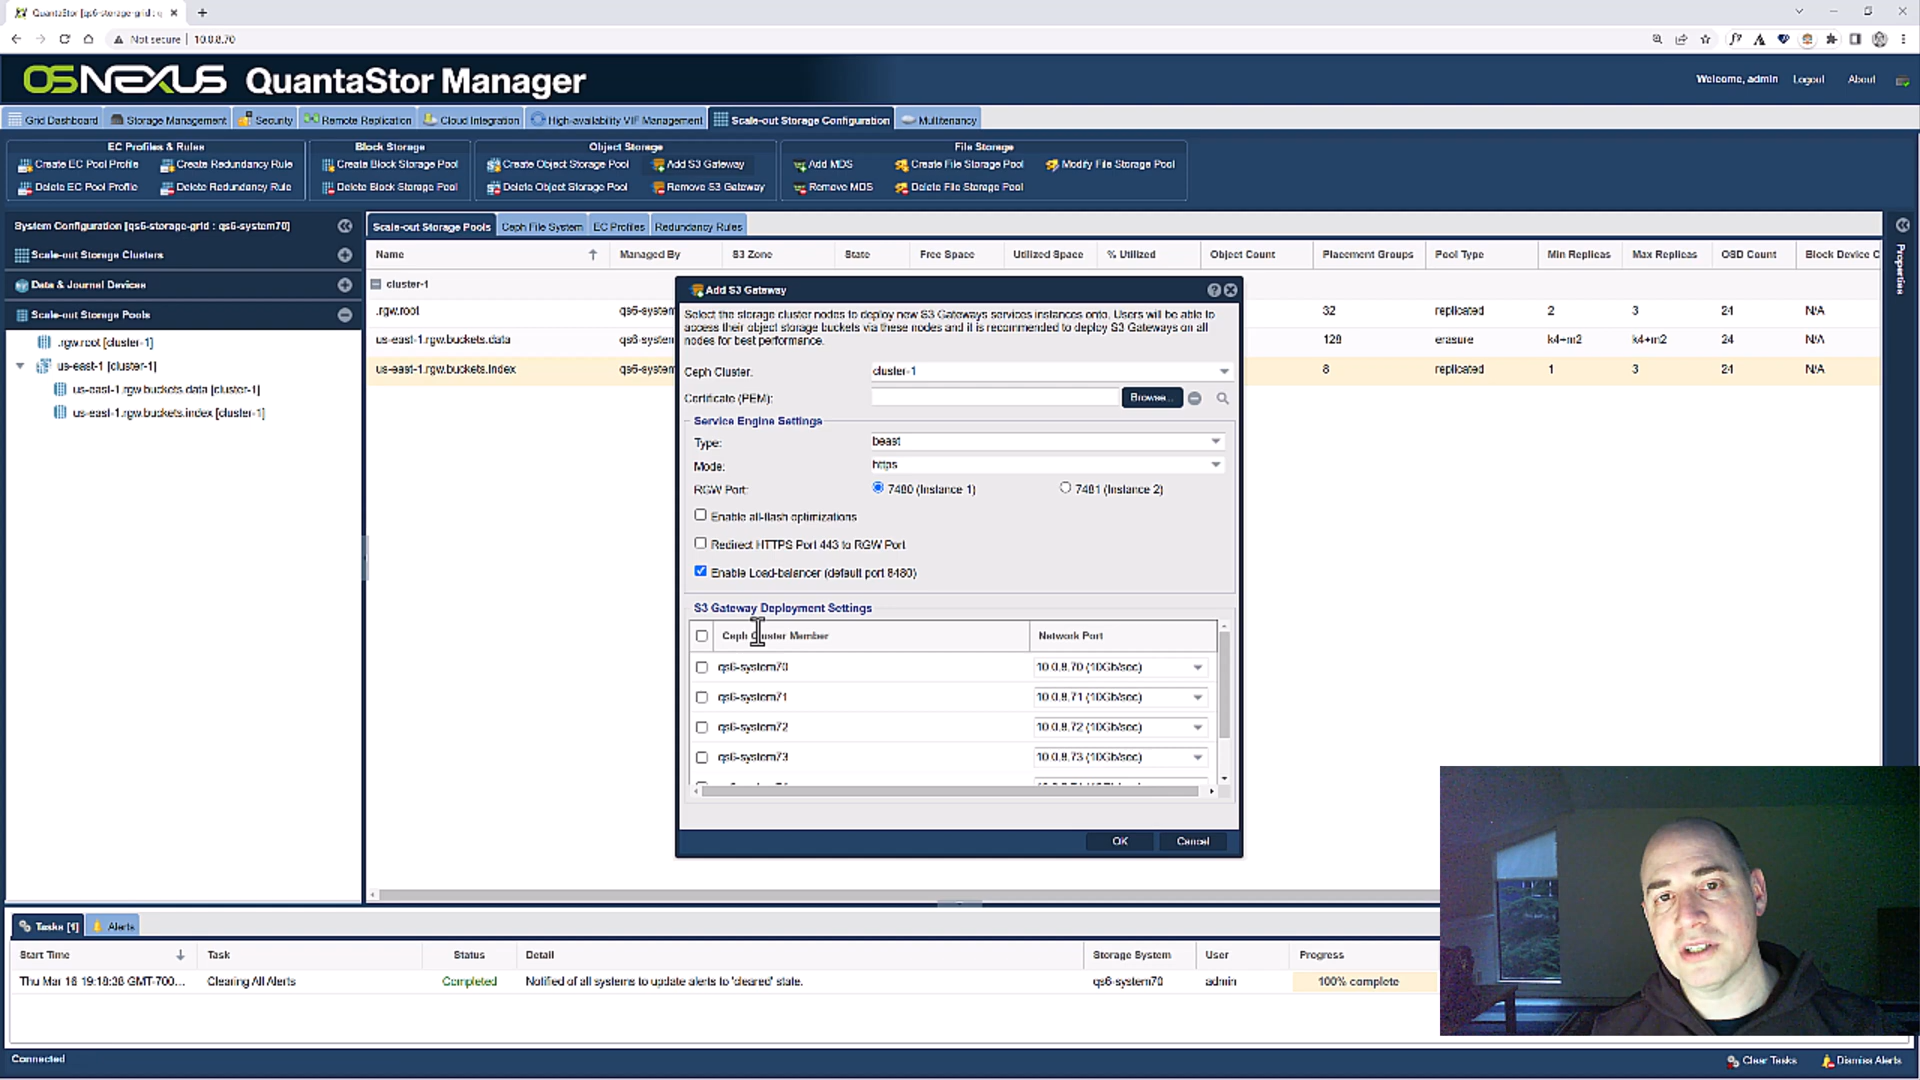 QuantaStor [qs6-storage-grid : q
Not secure
10.0.8.70
OSNEXUS QuantaStor Manager
Welcome, admin
Logout
About
Grid Dashboard
Storage Management
Security
Remote Replication
Cloud Integration
High-availability VIF Management
Scale-out Storage Configuration
Multitenancy
EC Profiles & Rules
Block Storage
Object Storage
File Storage
Create EC Pool Profile
Create Redundancy Rule
Create Block Storage Pool
Create Object Storage Pool
Add S3 Gateway
Add MDS
Create File Storage Pool
Modify File Storage Pool
Delete EC Pool Profile
Delete Redundancy Rule
Delete Block Storage Pool
Delete Object Storage Pool
Remove S3 Gateway
Remove MDS
Delete File Storage Pool
System Configuration [qs6-storage-grid : qs6-system70]
Scale-out Storage Clusters
Data & Journal Devices
Scale-out Storage Pools
.rgw.root [cluster-1]
us-east-1 [cluster-1]
us-east-1.rgw.buckets.data [cluster-1]
us-east-1.rgw.buckets.index [cluster-1]
Scale-out Storage Pools
Ceph File System
EC Profiles
Redundancy Rules
Properties
Name
Managed By
S3 Zone
State
Free Space
Utilized Space
% Utilized
Object Count
Placement Groups
Pool Type
Min Replicas
Max Replicas
OSD Count
Block Device C
cluster-1
.rgw.root
qs6-system
32
replicated
2
3
24
N/A
us-east-1.rgw.buckets.data
qs6-system
128
erasure
k4+m2
k4+m2
24
N/A
us-east-1.rgw.buckets.index
qs6-system
8
replicated
1
3
24
N/A
Add S3 Gateway
Select the storage cluster nodes to deploy new S3 Gateways services instances onto. Users will be able to
access their object storage buckets via these nodes and it is recommended to deploy S3 Gateways on all
nodes for best performance.
Ceph Cluster:
cluster-1
Certificate (PEM):
Browse...
Service Engine Settings
Type:
beast
Mode:
https
RGW Port:
7480 (Instance 1)
7481 (Instance 2)
Enable all-flash optimizations
Redirect HTTPS Port 443 to RGW Port
Enable Load-balancer (default port 8480)
S3 Gateway Deployment Settings
Ceph Cluster Member
Network Port
qs6-system70
10.0.8.70 (10Gb/sec)
qs6-system71
10.0.8.71 (10Gb/sec)
qs6-system72
10.0.8.72 (10Gb/sec)
qs6-system73
10.0.8.73 (10Gb/sec)
OK
Cancel
Tasks [1]
Alerts
Start Time
Task
Status
Detail
Storage System
User
Progress
Thu Mar 16 19:18:38 GMT-700...
Clearing All Alerts
Completed
Notified of all systems to update alerts to 'cleared' state.
qs6-system70
admin
100% complete
Connected
Clear Tasks
Dismiss Alerts